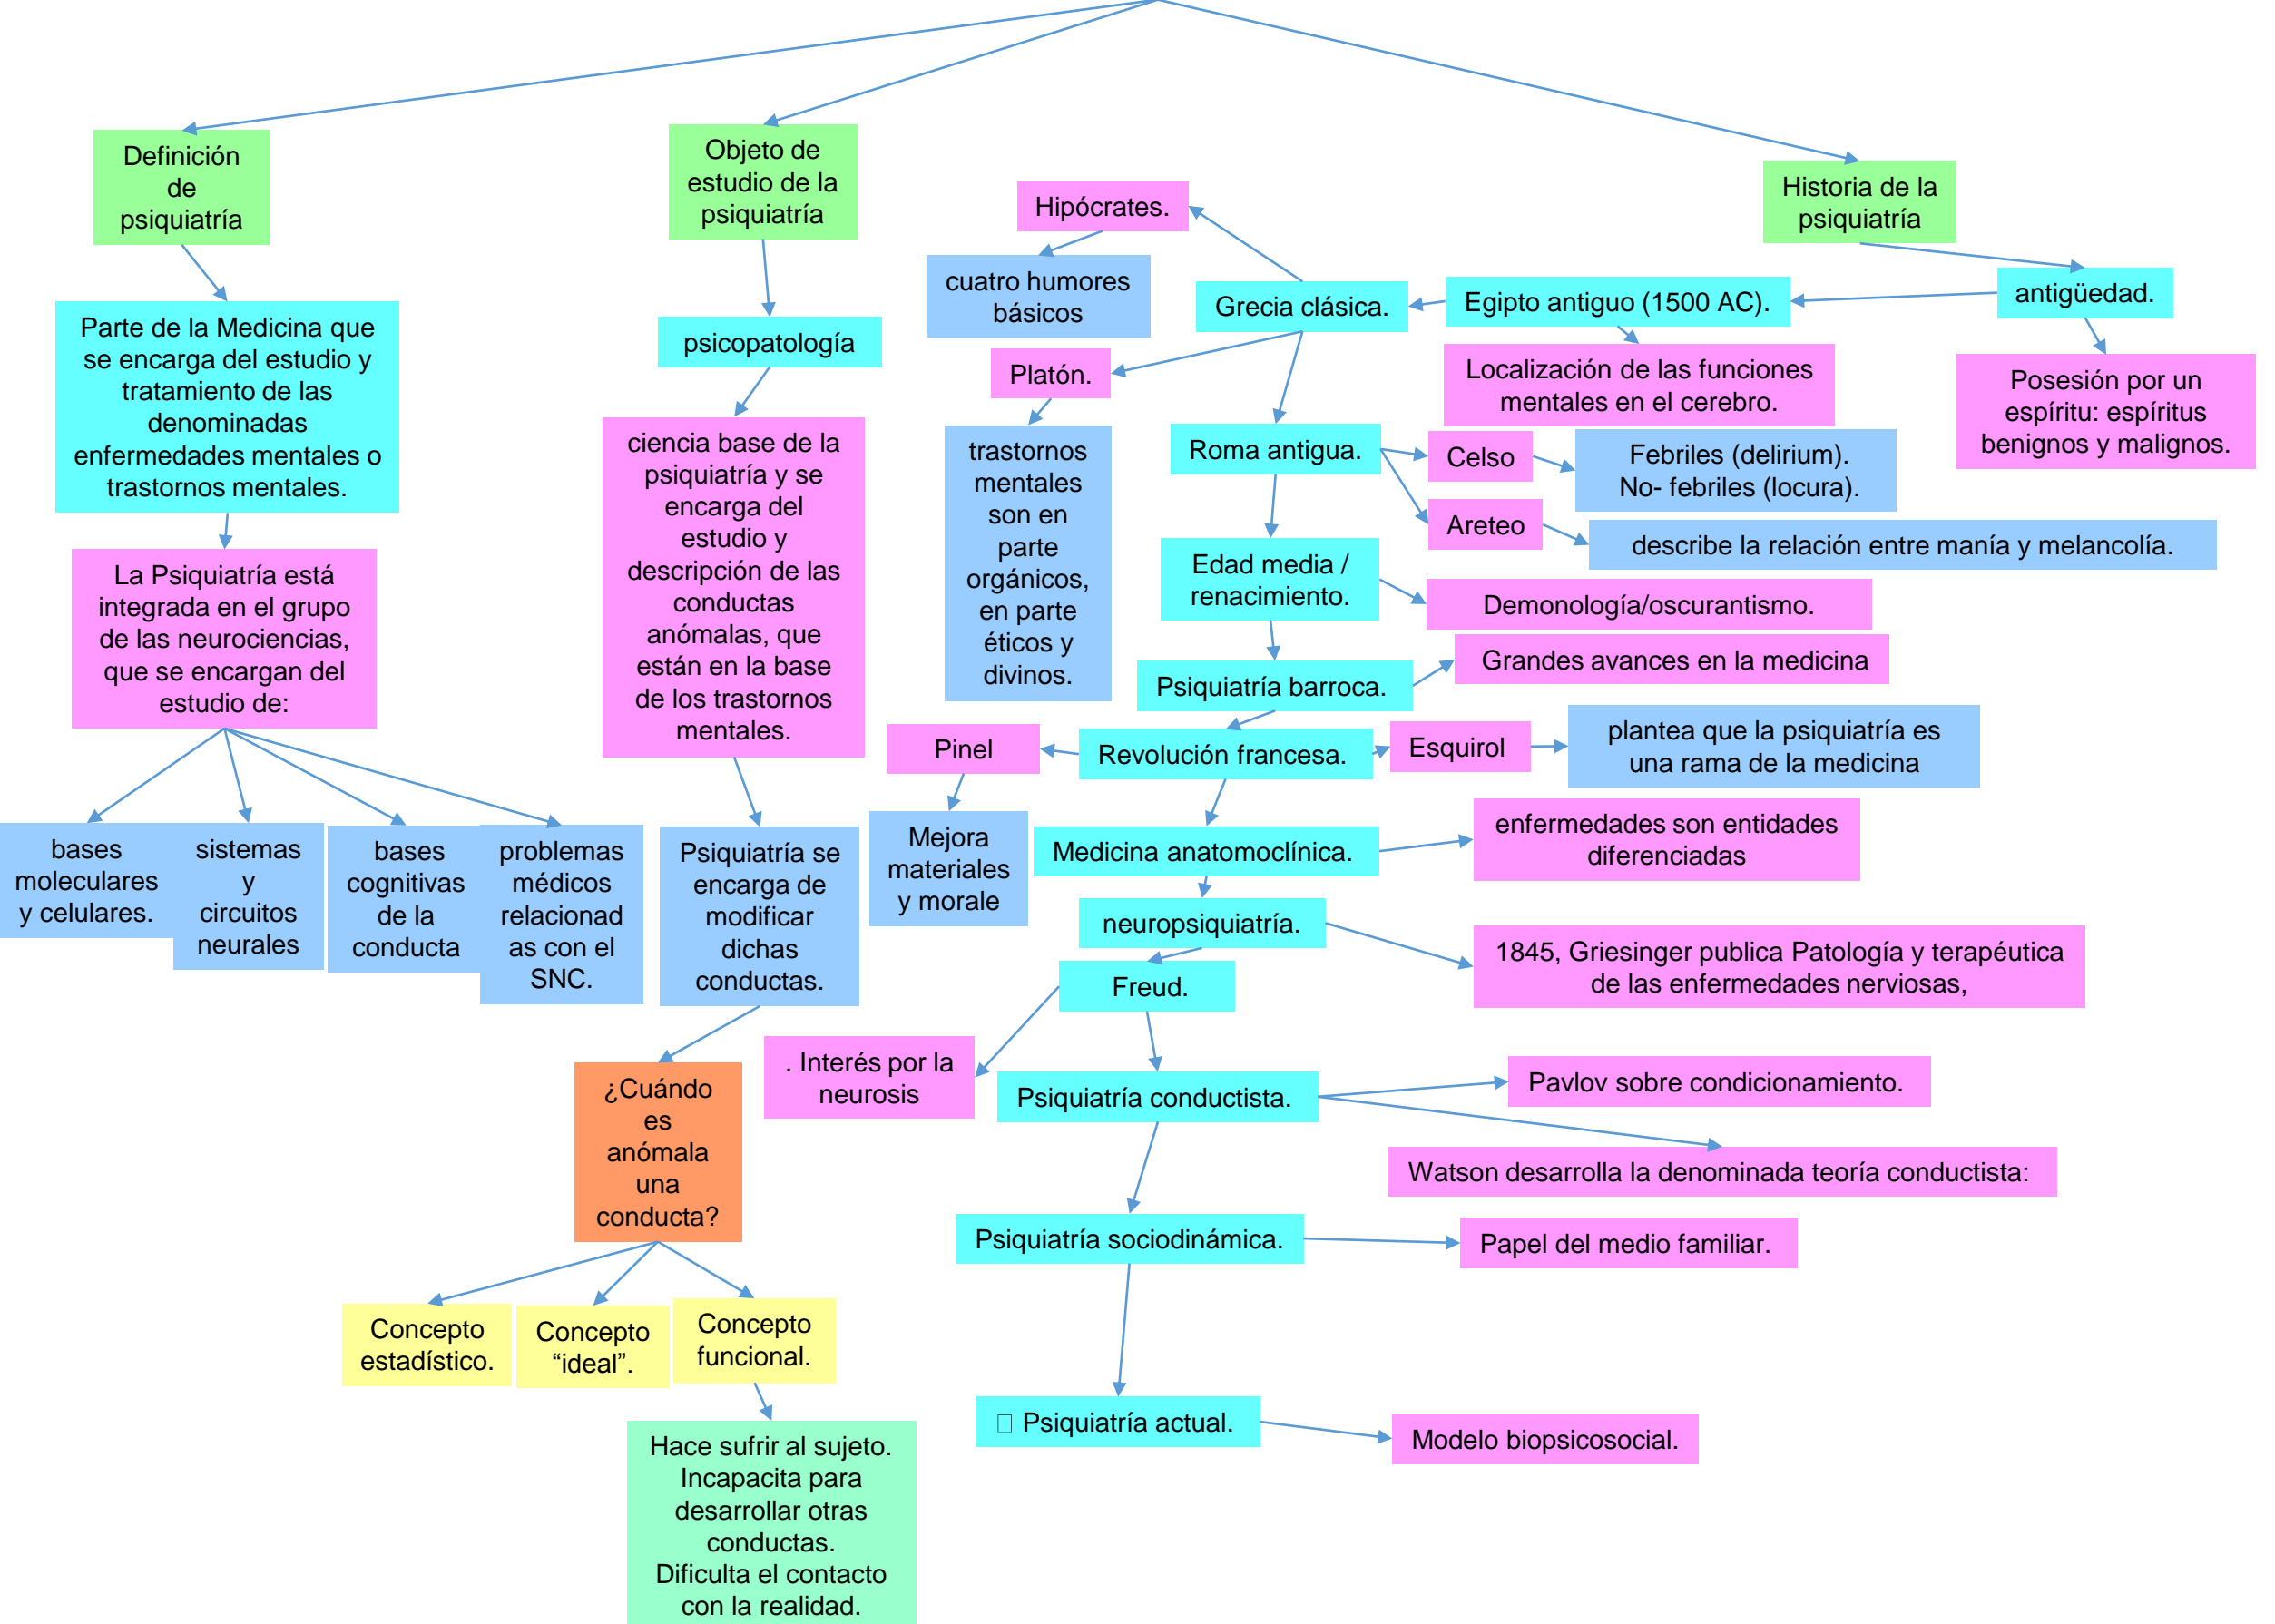 Definición
de
psiquiatría
Parte de la Medicina que
se encarga del estudio y
tratamiento de las
denominadas
enfermedades mentales o
trastornos mentales.
La Psiquiatría está
integrada en el grupo
de las neurociencias,
que se encargan del
estudio de:
bases
moleculares
y celulares.
sistemas
y
circuitos
neurales
bases
cognitivas
de la
conducta
problemas
médicos
relacionad
as con el
SNC.
Objeto de
estudio de la
psiquiatría
psicopatología
ciencia base de la
psiquiatría y se
encarga del
estudio y
descripción de las
conductas
anómalas, que
están en la base
de los trastornos
mentales.
Psiquiatría se
encarga de
modificar
dichas
conductas.
¿Cuándo
es
anómala
una
conducta?
Concepto
estadístico.
Concepto
“ideal”.
Concepto
funcional.
Hace sufrir al sujeto.
Incapacita para
desarrollar otras
conductas.
Dificulta el contacto
con la realidad.
Historia de la
psiquiatría
antigüedad.
Posesión por un
espíritu: espíritus
benignos y malignos.
Egipto antiguo (1500 AC).
Localización de las funciones
mentales en el cerebro.
Grecia clásica.
Hipócrates.
cuatro humores
básicos
Platón.
trastornos
mentales
son en
parte
orgánicos,
en parte
éticos y
divinos.
Roma antigua.
Celso
Febriles (delirium).
No- febriles (locura).
Areteo
describe la relación entre manía y melancolía.
Edad media /
renacimiento.
Demonología/oscurantismo.
Psiquiatría barroca.
Grandes avances en la medicina
Revolución francesa.
Pinel
Mejora
materiales
y morale
Esquirol
plantea que la psiquiatría es
una rama de la medicina
Medicina anatomoclínica.
enfermedades son entidades
diferenciadas
neuropsiquiatría.
1845, Griesinger publica Patología y terapéutica
de las enfermedades nerviosas,
Freud.
. Interés por la
neurosis
Psiquiatría conductista.
Pavlov sobre condicionamiento.
Watson desarrolla la denominada teoría conductista:
Psiquiatría sociodinámica.
Papel del medio familiar.
Psiquiatría actual.
Modelo biopsicosocial.